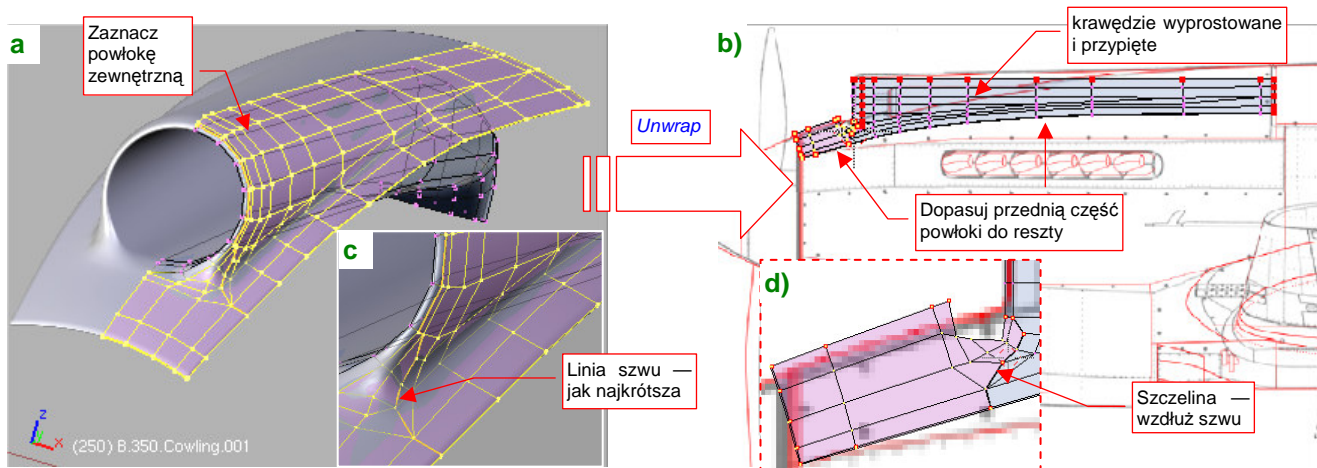 a
Zaznacz
powłokę
zewnętrzną
z
x
(250) B.350.Cowling.001
c
Linia szwu —
jak najkrótsza
Unwrap
b)
krawędzie wyprostowane
i przypięte
Dopasuj przednią część
powłoki do reszty
d)
Szczelina —
wzdłuż szwu